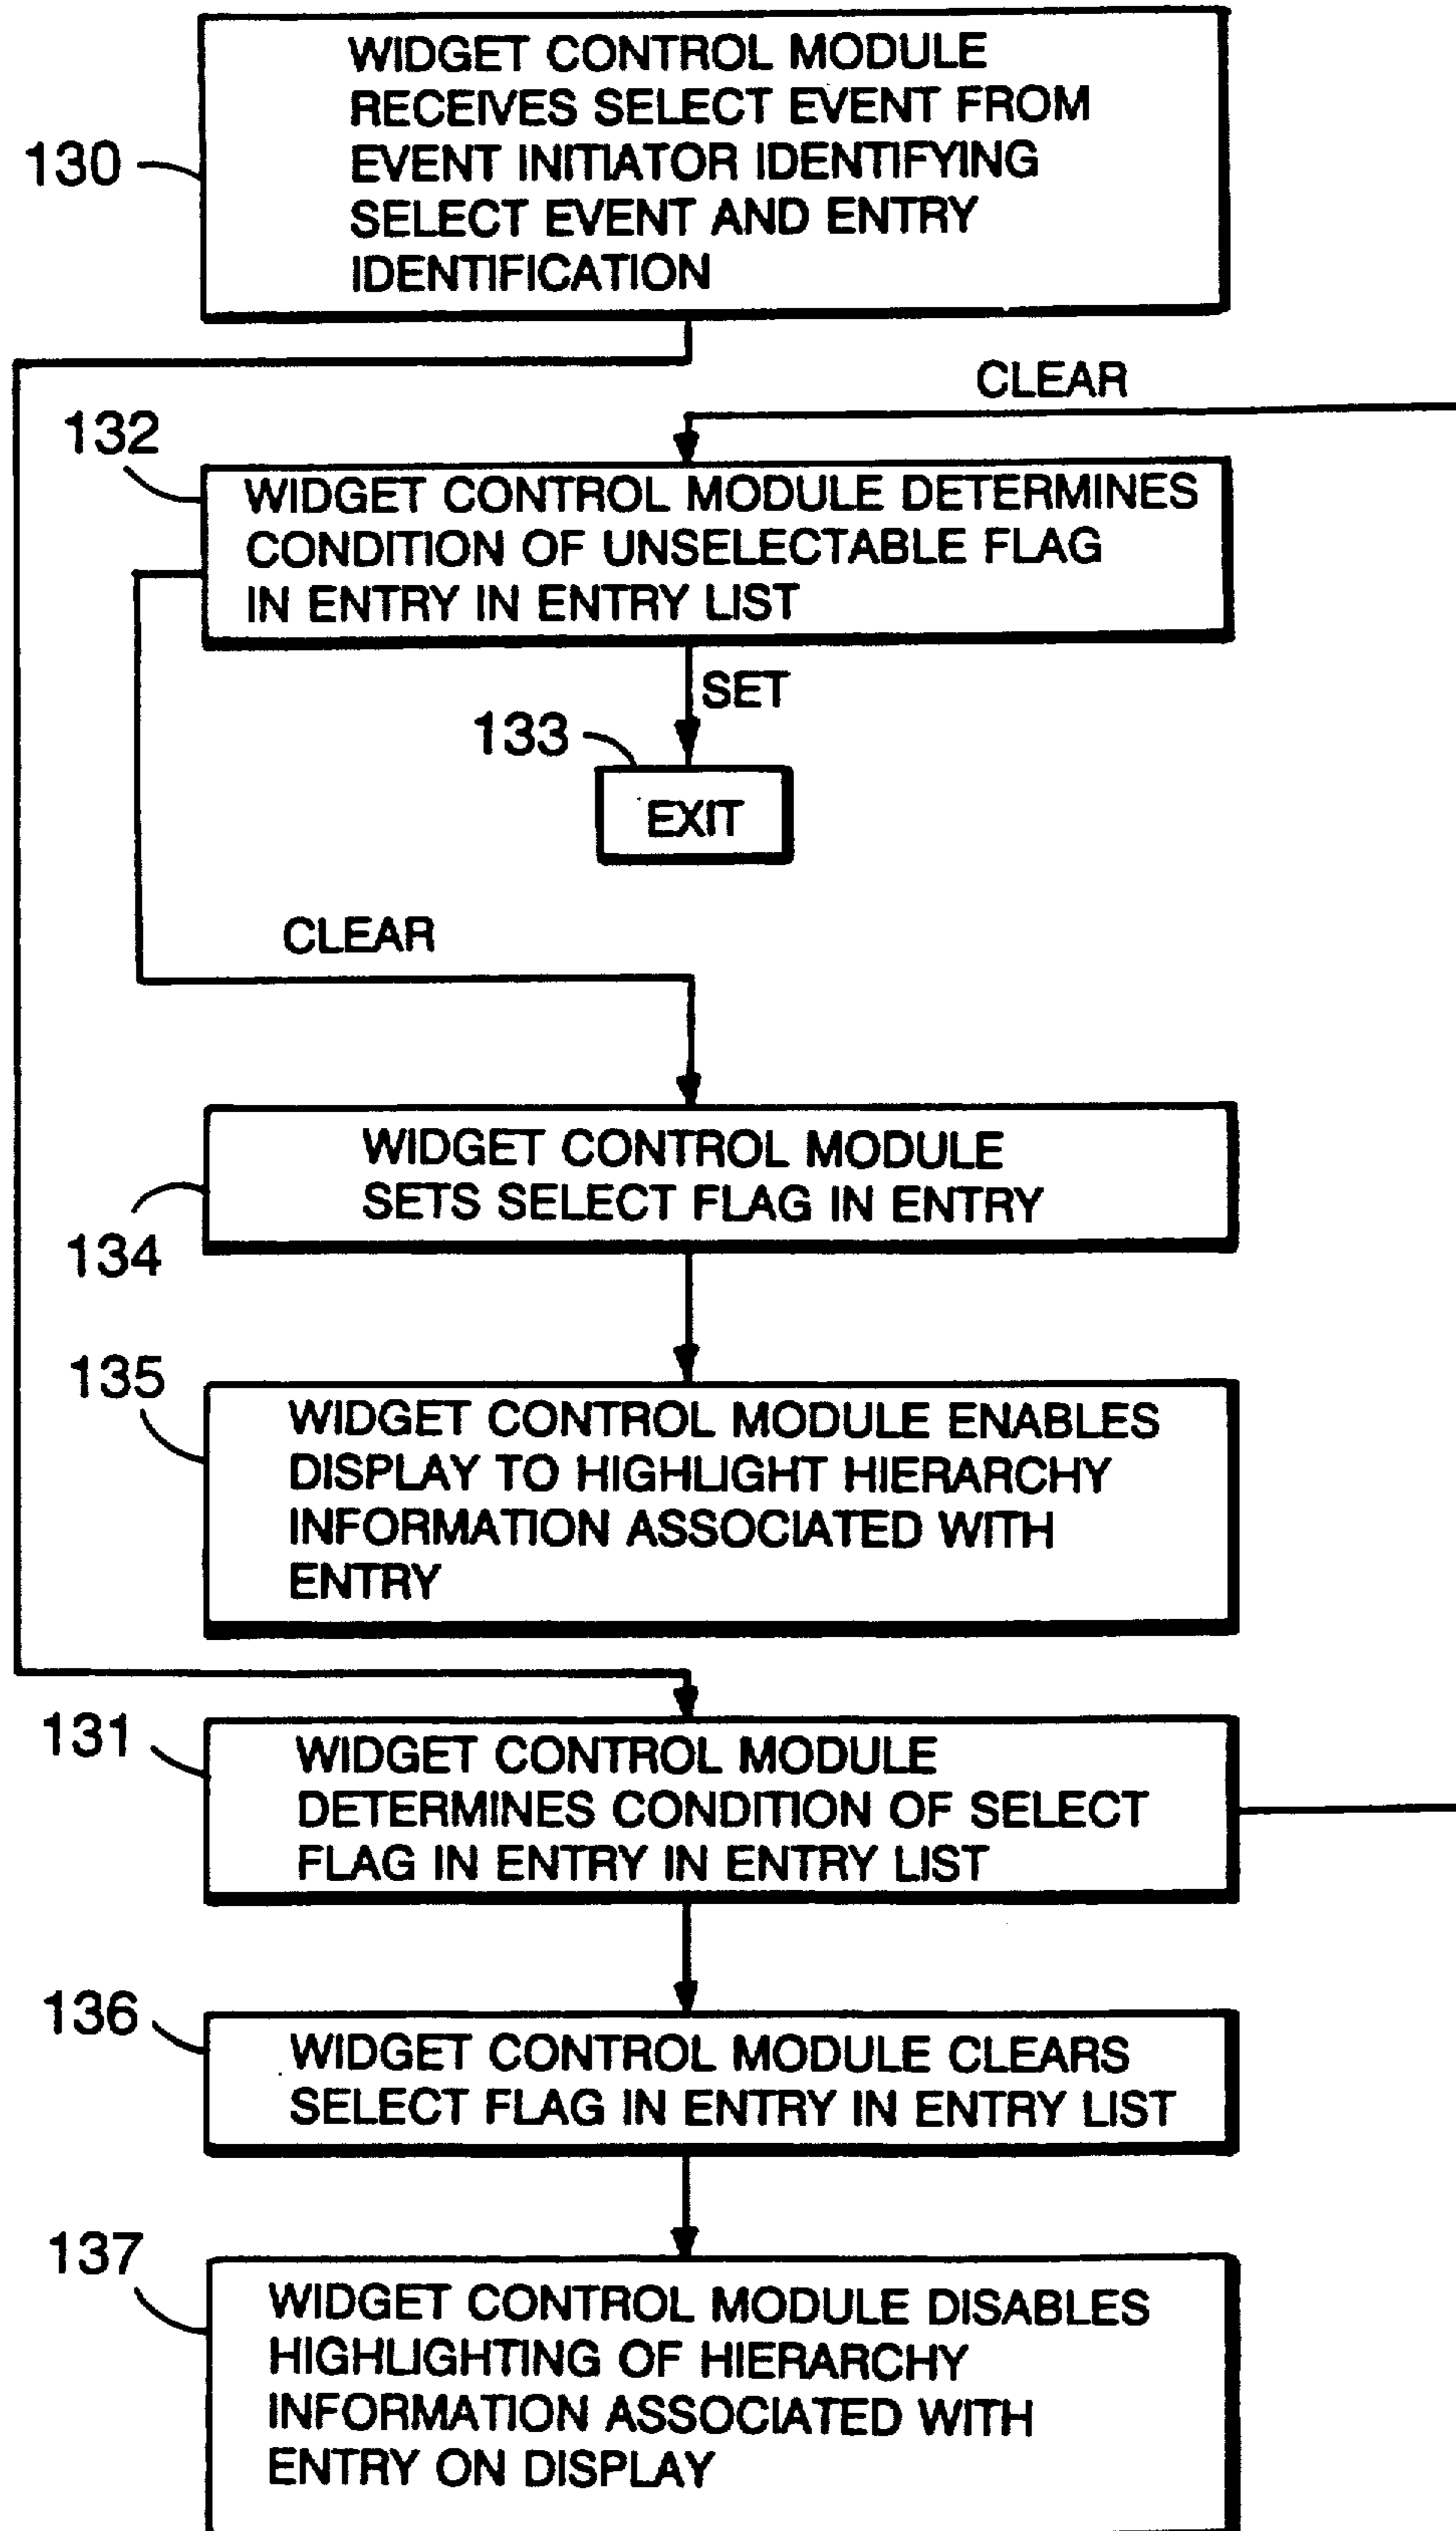 WIDGET CONTROL MODULE
RECEIVES SELECT EVENT FROM
EVENT INITIATOR IDENTIFYING
SELECT EVENT AND ENTRY
IDENTIFICATION
130
CLEAR
132
WIDGET CONTROL MODULE DETERMINES
CONDITION OF UNSELECTABLE FLAG
IN ENTRY IN ENTRY LIST
SET
133
EXIT
CLEAR
WIDGET CONTROL MODULE
SETS SELECT FLAG IN ENTRY
134
135
WIDGET CONTROL MODULE ENABLES
DISPLAY TO HIGHLIGHT HIERARCHY
INFORMATION ASSOCIATED WITH
ENTRY
131
WIDGET CONTROL MODULE
DETERMINES CONDITION OF SELECT
FLAG IN ENTRY IN ENTRY LIST
136
WIDGET CONTROL MODULE CLEARS
SELECT FLAG IN ENTRY IN ENTRY LIST
137
WIDGET CONTROL MODULE DISABLES
HIGHLIGHTING OF HIERARCHY
INFORMATION ASSOCIATED WITH
ENTRY ON DISPLAY